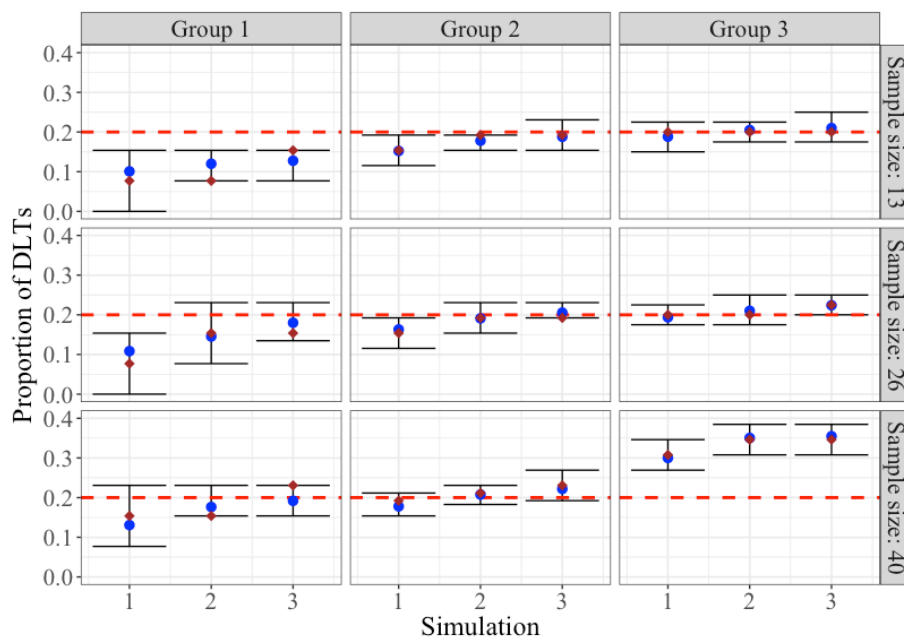 Group 1 Group 2 Group 3
0.4
0.3
0.2
0.1
0.0
Sample size: 13
0.4
0.3
0.2
0.1
0.0
Sample size: 26
0.4
0.3
0.2
0.1
0.0
Sample size: 40
Proportion of DLTs
1 2 3 1 2 3 1 2 3
Simulation